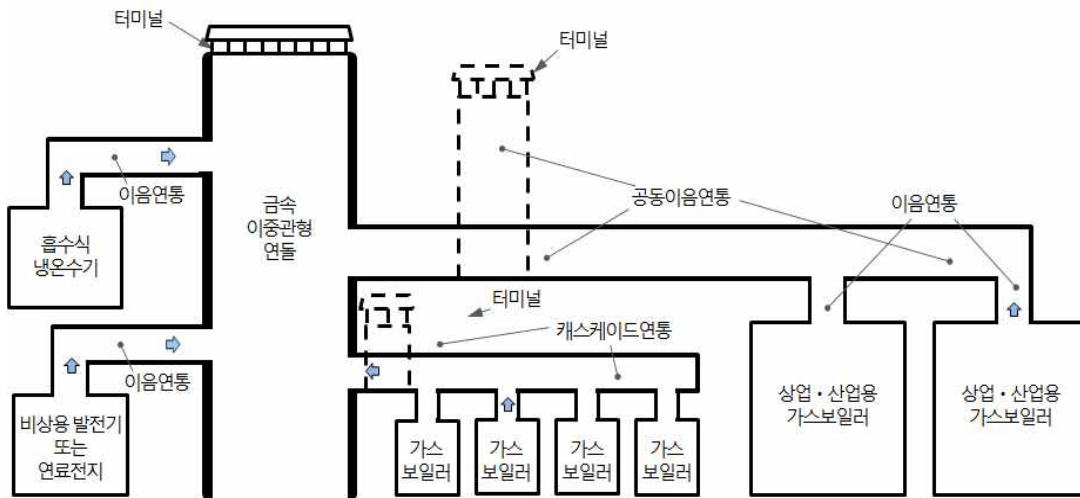 터미널
터미널
이음연통
금속
이중관형
연돌
공동이음연통
이음연통
흡수식
냉온수기
터미널
캐스케이드연통
이음연통
상업・산업용
가스보일러
상업・산업용
가스보일러
비상용 발전기
또는
연료전지
가스
보일러
가스
보일러
가스
보일러
가스
보일러